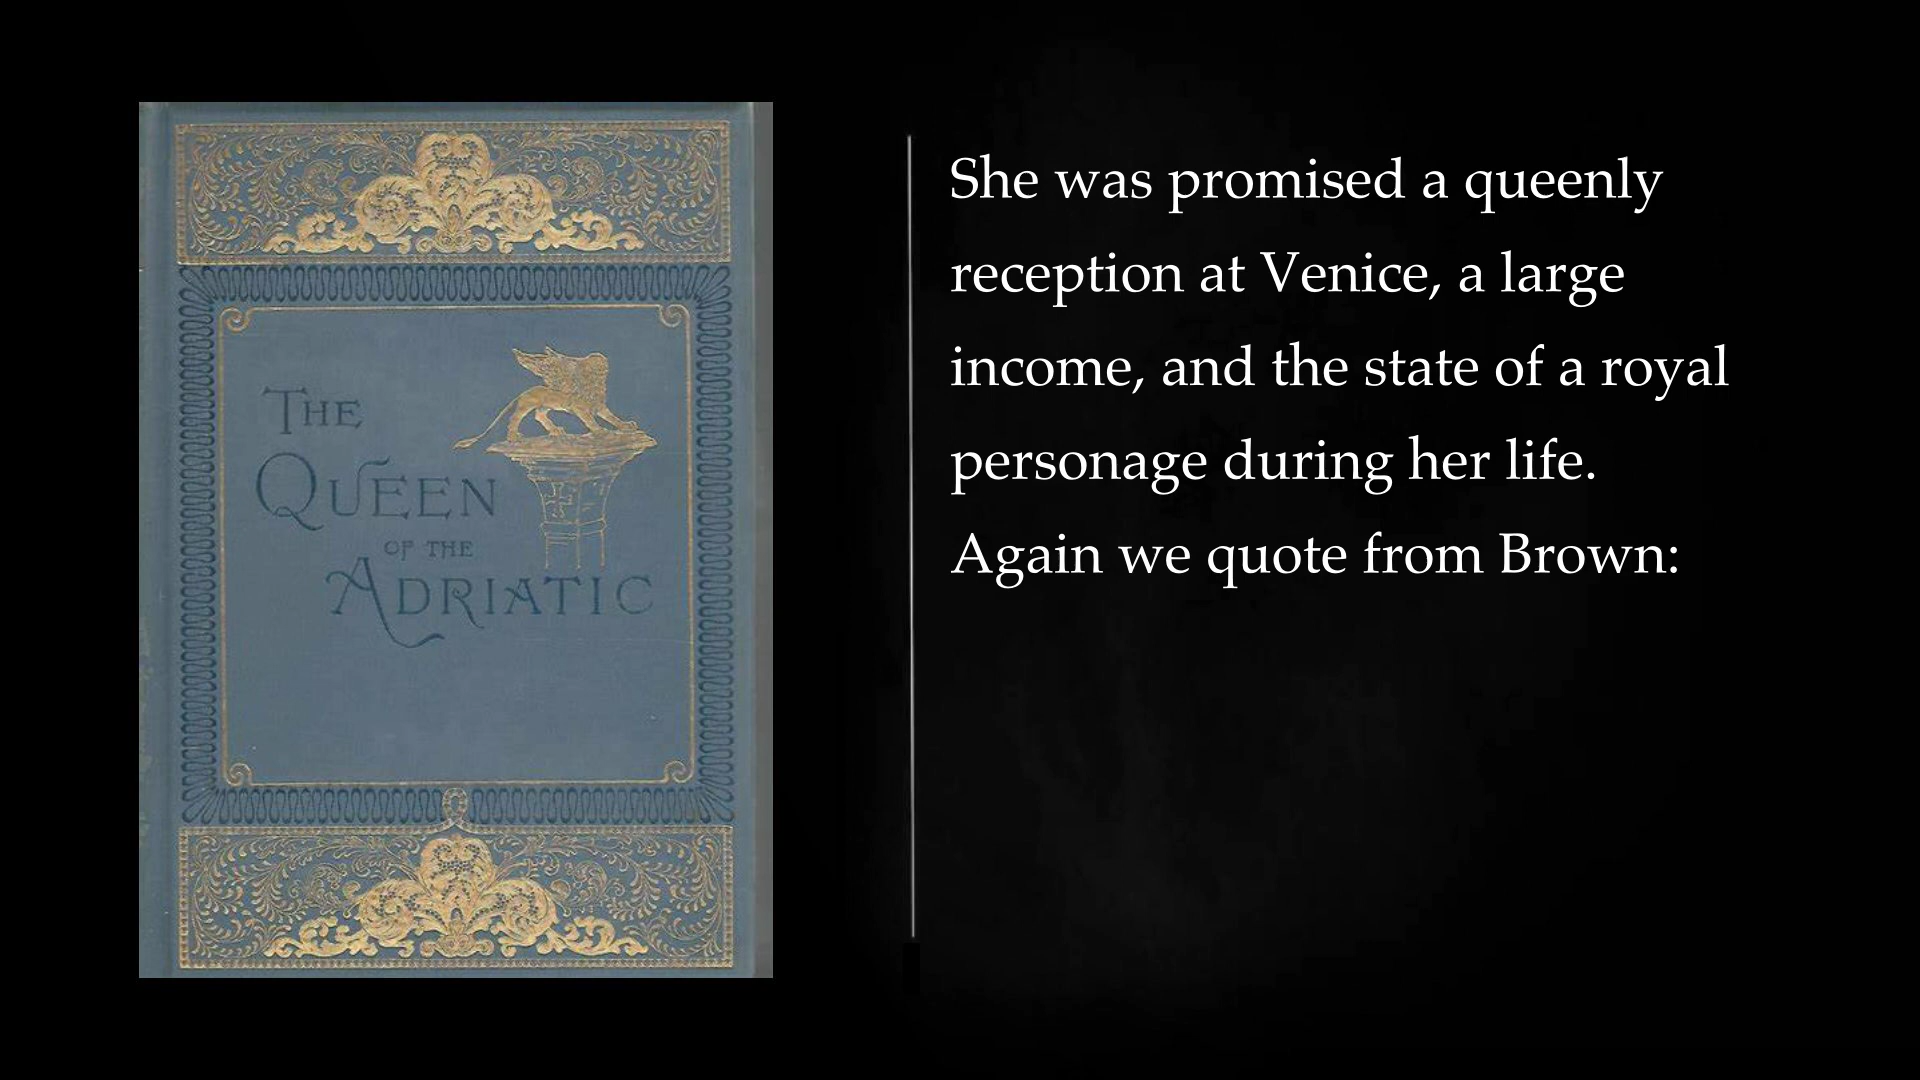 THE
QUEEN
OF THE
ADRIATIC
She was promised a queenly
reception at Venice, a large
income, and the state of a royal
personage during her life.
Again we quote from Brown: